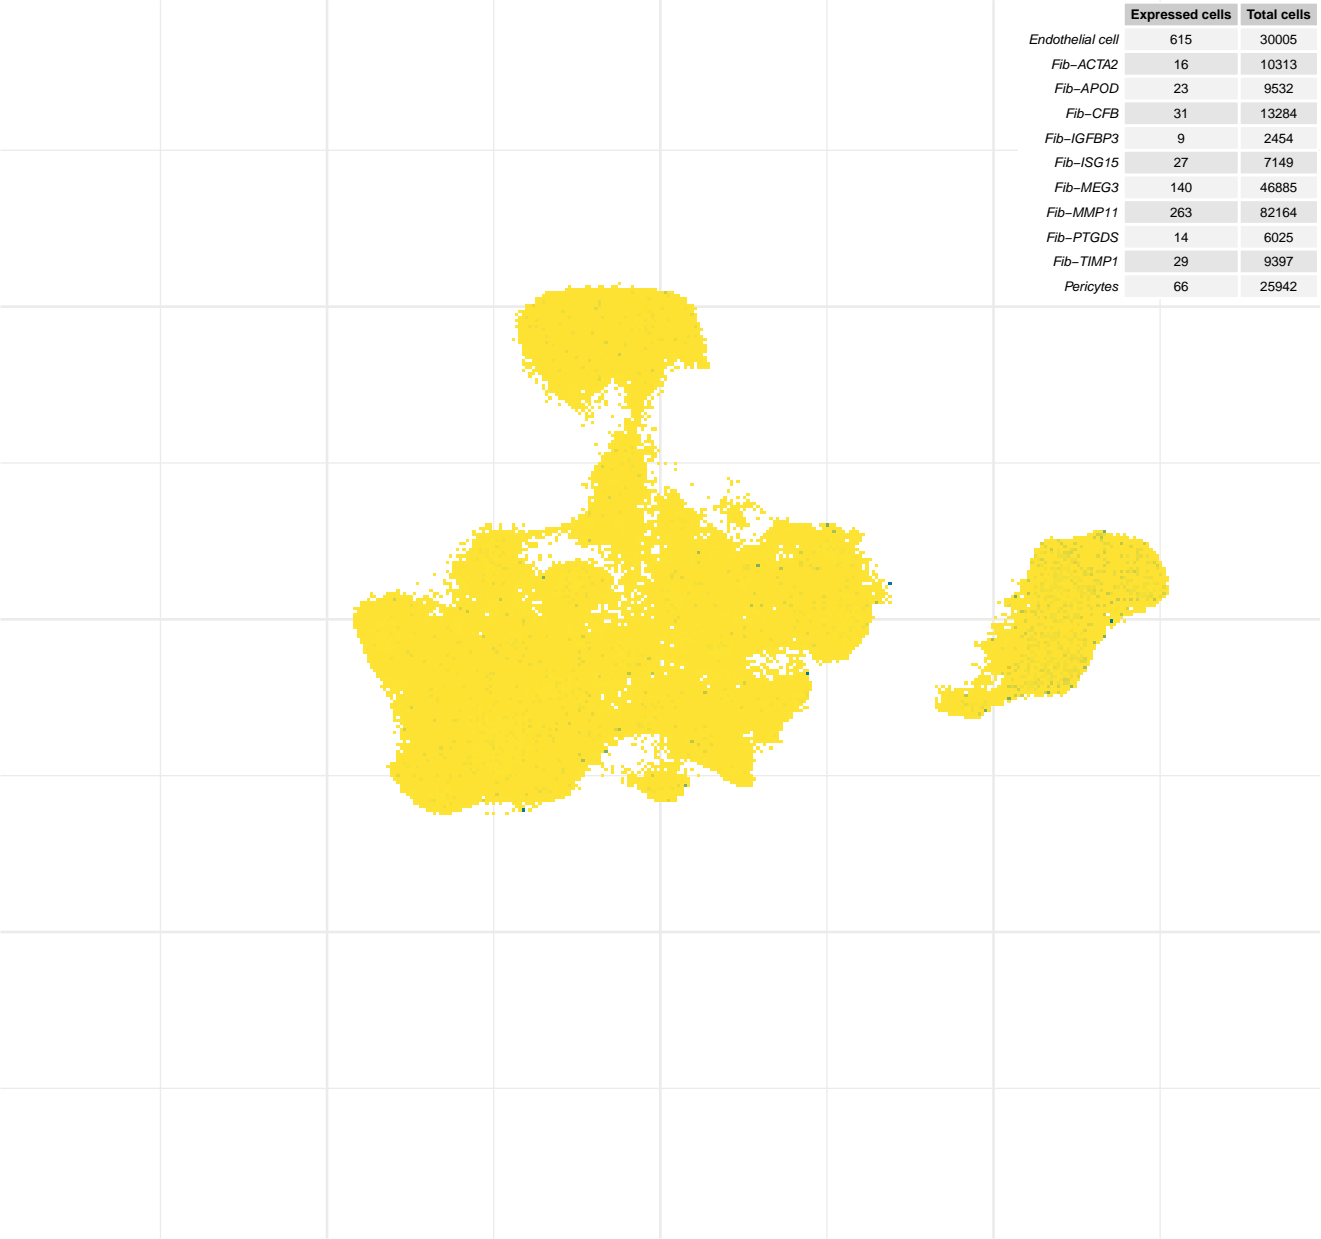 Expressed cells Total cells
Endothelial cell 615 30005
Fib−ACTA2 16 10313
Fib−APOD 23 9532
Fib−CFB 31 13284
Fib−IGFBP3 9 2454
Fib−ISG15 27 7149
Fib−MEG3 140 46885
Fib−MMP11 263 82164
Fib−PTGDS 14 6025
Fib−TIMP1 29 9397
Pericytes 66 25942